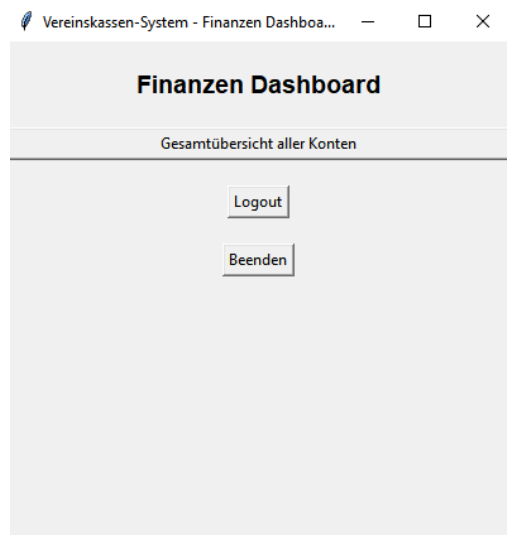 Vereinskassen-System - Finanzen Dashboa...
Finanzen Dashboard
Gesamtübersicht aller Konten
Logout
Beenden